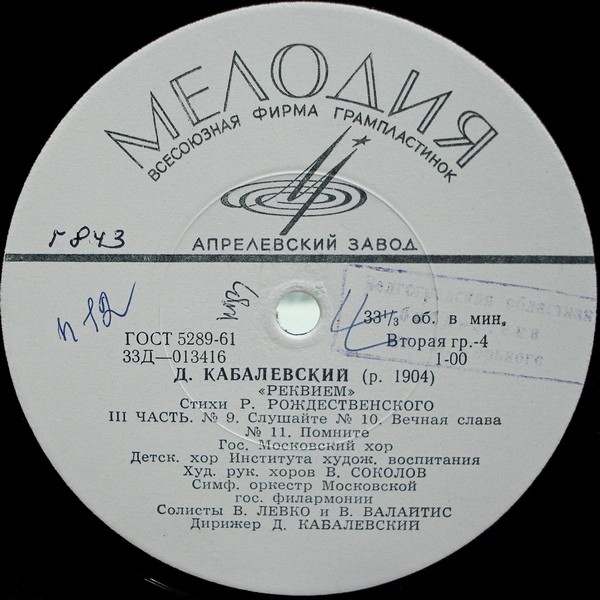 МЕЛОДИЯ
ВСЕСОЮЗНАЯ ФИРМА ГРАМПЛАСТИНОК
АПРЕЛЕВСКИЙ ЗАВОД
г 843
п 12
ГОСТ 5289-61
33Д—013416
33⅓ об. в мин.
Вторая гр.-4
1-00
Д. КАБАЛЕВСКИЙ (р. 1904)
«РЕКВИЕМ»
Стихи Р. РОЖДЕСТВЕНСКОГО
III ЧАСТЬ. № 9. Слушайте № 10. Вечная слава
№ 11. Помните
Гос. Московский хор
Детск. хор Института худож. воспитания
Худ. рук. хоров В. СОКОЛОВ
Симф. оркестр Московской
гос. филармонии
Солисты В. ЛЕВКО и В. ВАЛАЙТИС
Дирижер Д. КАБАЛЕВСКИЙ